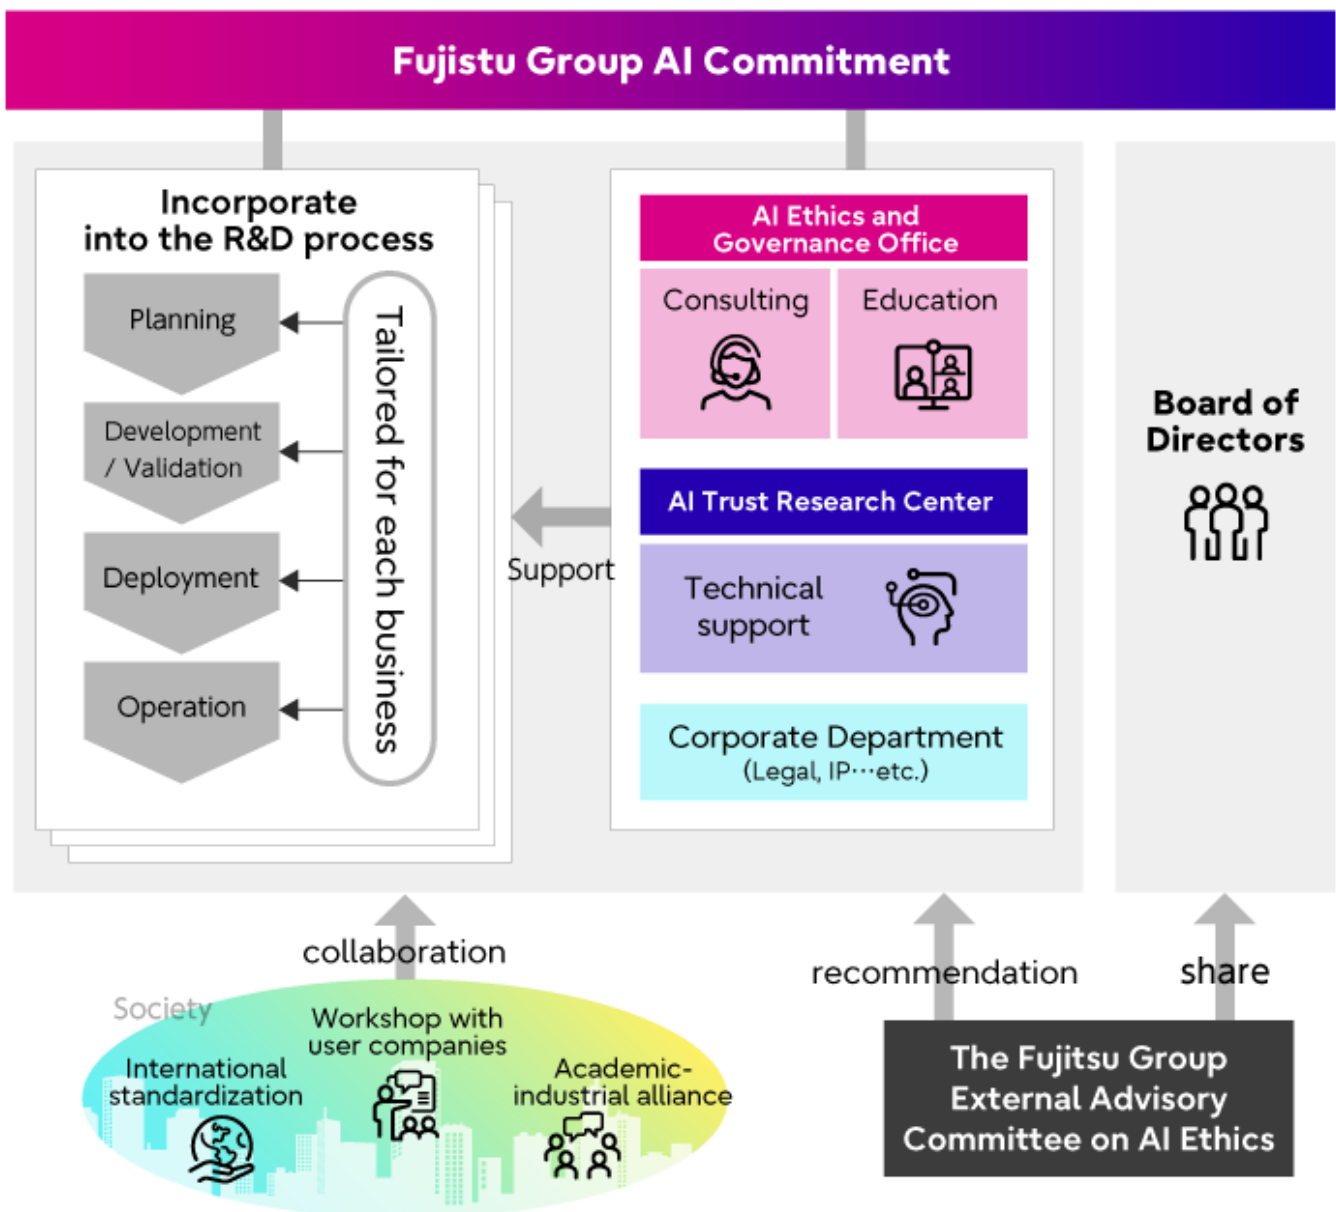 Fujistu Group AI Commitment
Incorporate
into the R&D process
Planning
Development
/ Validation
Deployment
Operation
Tailored for each business
Support
AI Ethics and
Governance Office
Consulting
Education
AI Trust Research Center
Technical
support
Corporate Department
(Legal, IP···etc.)
Board of
Directors
collaboration
recommendation
share
Society
Workshop with
user companies
International
standardization
Academic-
industrial alliance
The Fujitsu Group
External Advisory
Committee on AI Ethics